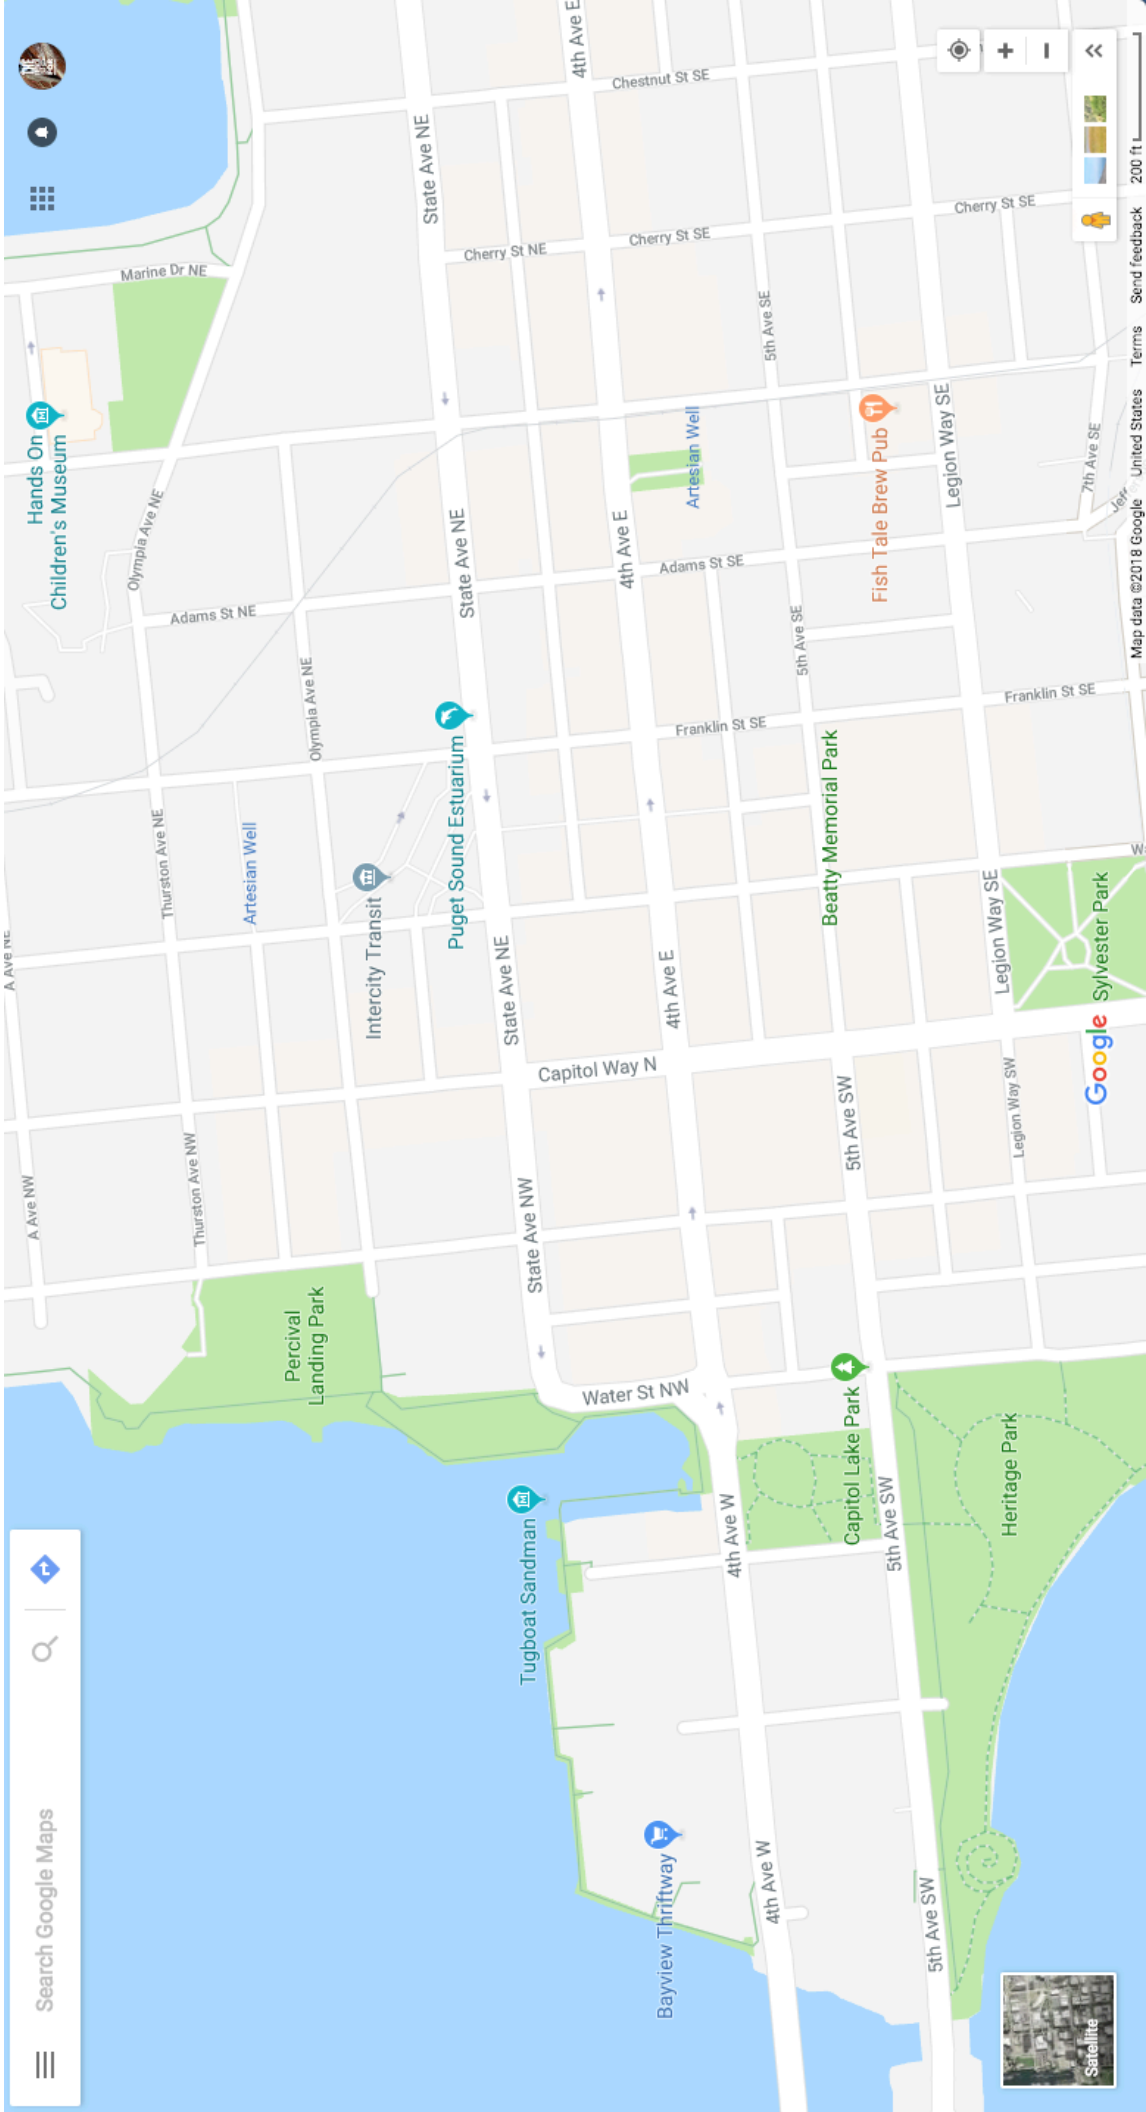 Search Google Maps
A Ave NW
A Ave NE
Hands On
Children's Museum
Marine Dr NE
Thurston Ave NW
Thurston Ave NE
Olympia Ave NE
Adams St NE
Artesian Well
Olympia Ave NE
Percival
Landing Park
Intercity Transit
Puget Sound Estuarium
State Ave NW
State Ave NE
State Ave NE
State Ave NE
Cherry St NE
Tugboat Sandman
Water St NW
Capitol Way N
4th Ave E
4th Ave E
4th Ave E
Chestnut St SE
Cherry St SE
Bayview Thriftway
4th Ave W
4th Ave W
Franklin St SE
Adams St SE
Artesian Well
5th Ave SE
5th Ave SE
Capitol Lake Park
5th Ave SW
Beatty Memorial Park
Fish Tale Brew Pub
5th Ave SW
5th Ave SW
Heritage Park
Legion Way SW
Legion Way SE
Legion Way SE
Cherry St SE
Franklin St SE
7th Ave SE
Jeff
Sylvester Park
Google
Satellite
Map data ©2018 Google United States Terms Send feedback 200 ft